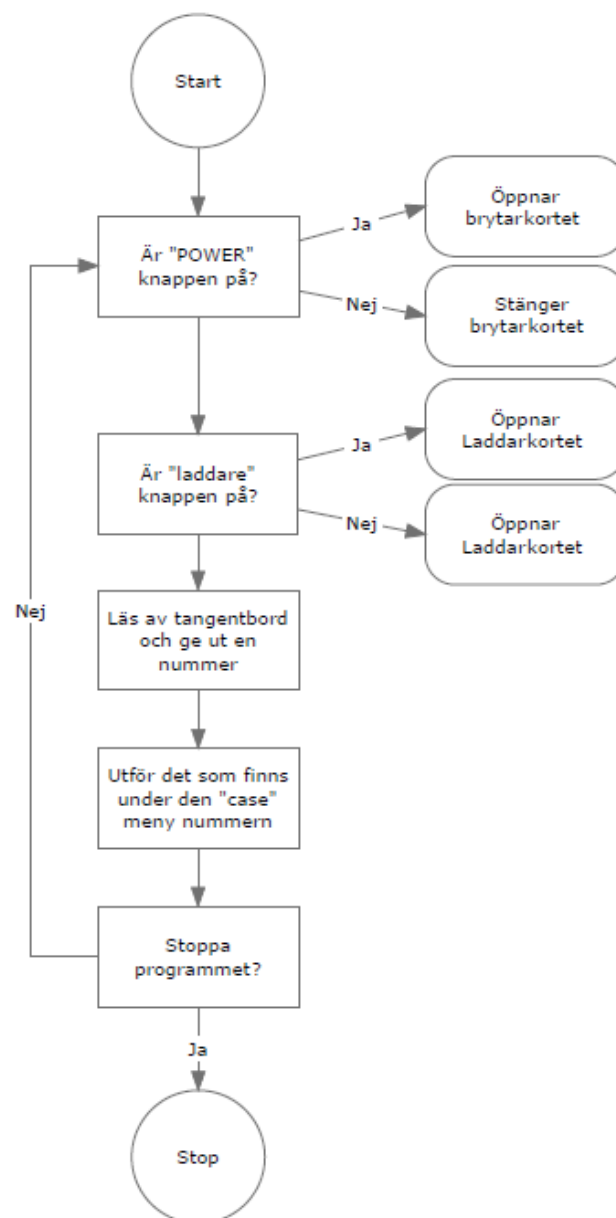 Start
Är "POWER"
knappen på?
Ja
Öppnar
brytarkortet
Nej
Stänger
brytarkortet
Är "laddare"
knappen på?
Ja
Öppnar
Laddarkortet
Nej
Öppnar
Laddarkortet
Läs av tangentbord
och ge ut en
nummer
Utför det som finns
under den "case"
meny nummern
Stoppa
programmet?
Nej
Ja
Stop